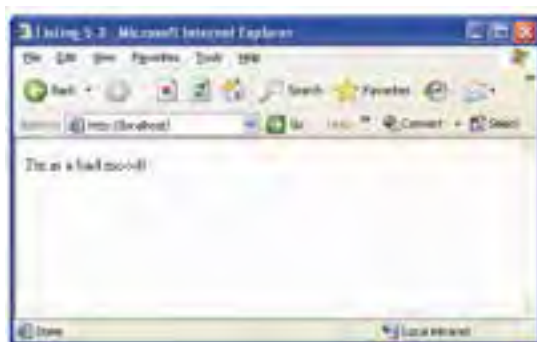 Listing 5.3 Microsoft Internet Explorer
File Edit View Favorites Tools Help
Back Search Favorites
http://localhost/ Go Links Convert Select
I'm in a bad mood!
Done Local intranet